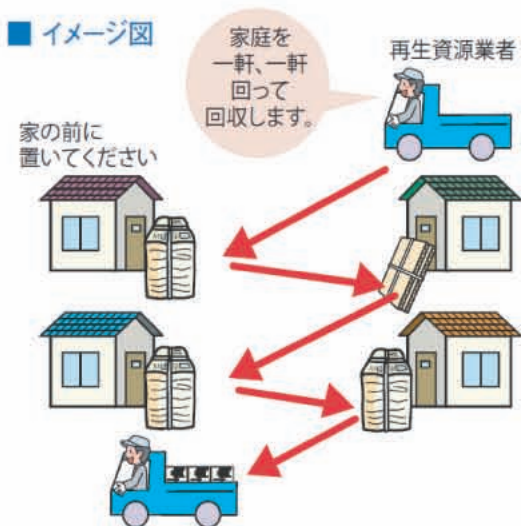 ■ イメージ図
家庭を
一軒、一軒
回って
回収します。
再生資源業者
家の前に
置いてください